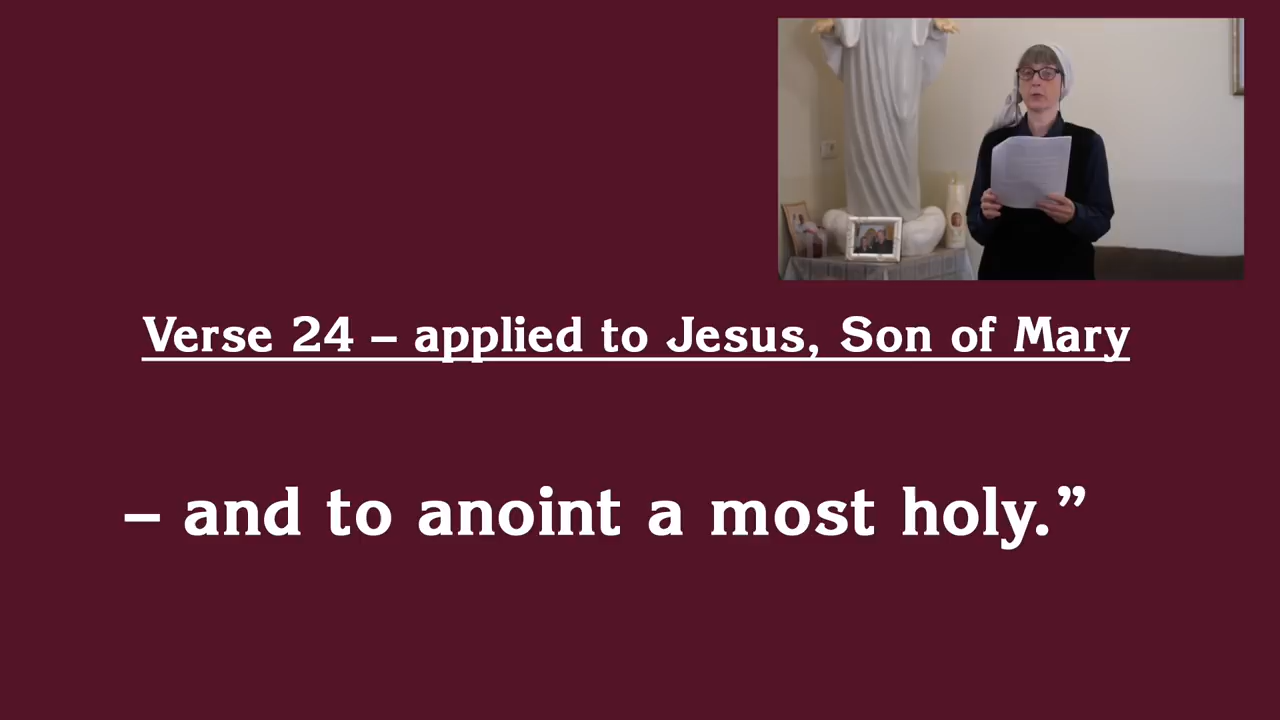 Verse 24 – applied to Jesus, Son of Mary
– and to anoint a most holy.”